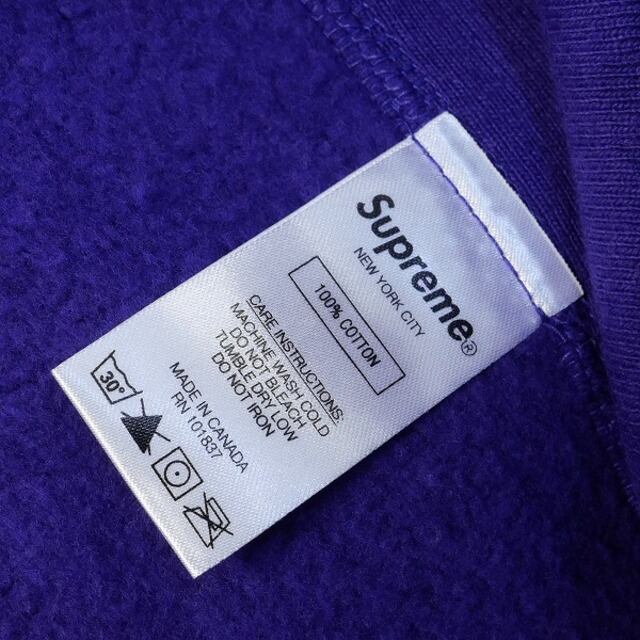 Supreme®
NEW YORK CITY
100% COTTON
CARE INSTRUCTIONS:
MACHINE WASH COLD
DO NOT BLEACH
TUMBLE DRY LOW
DO NOT IRON
MADE IN CANADA
RN 101837
30°